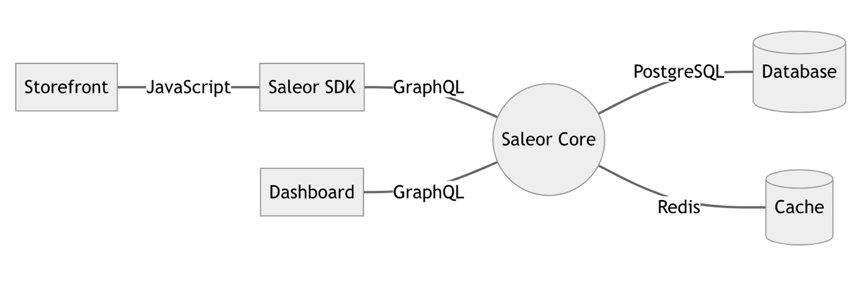 Storefront
JavaScript
Saleor SDK
GraphQL
Dashboard
GraphQL
Saleor Core
PostgreSQL
Database
Redis
Cache